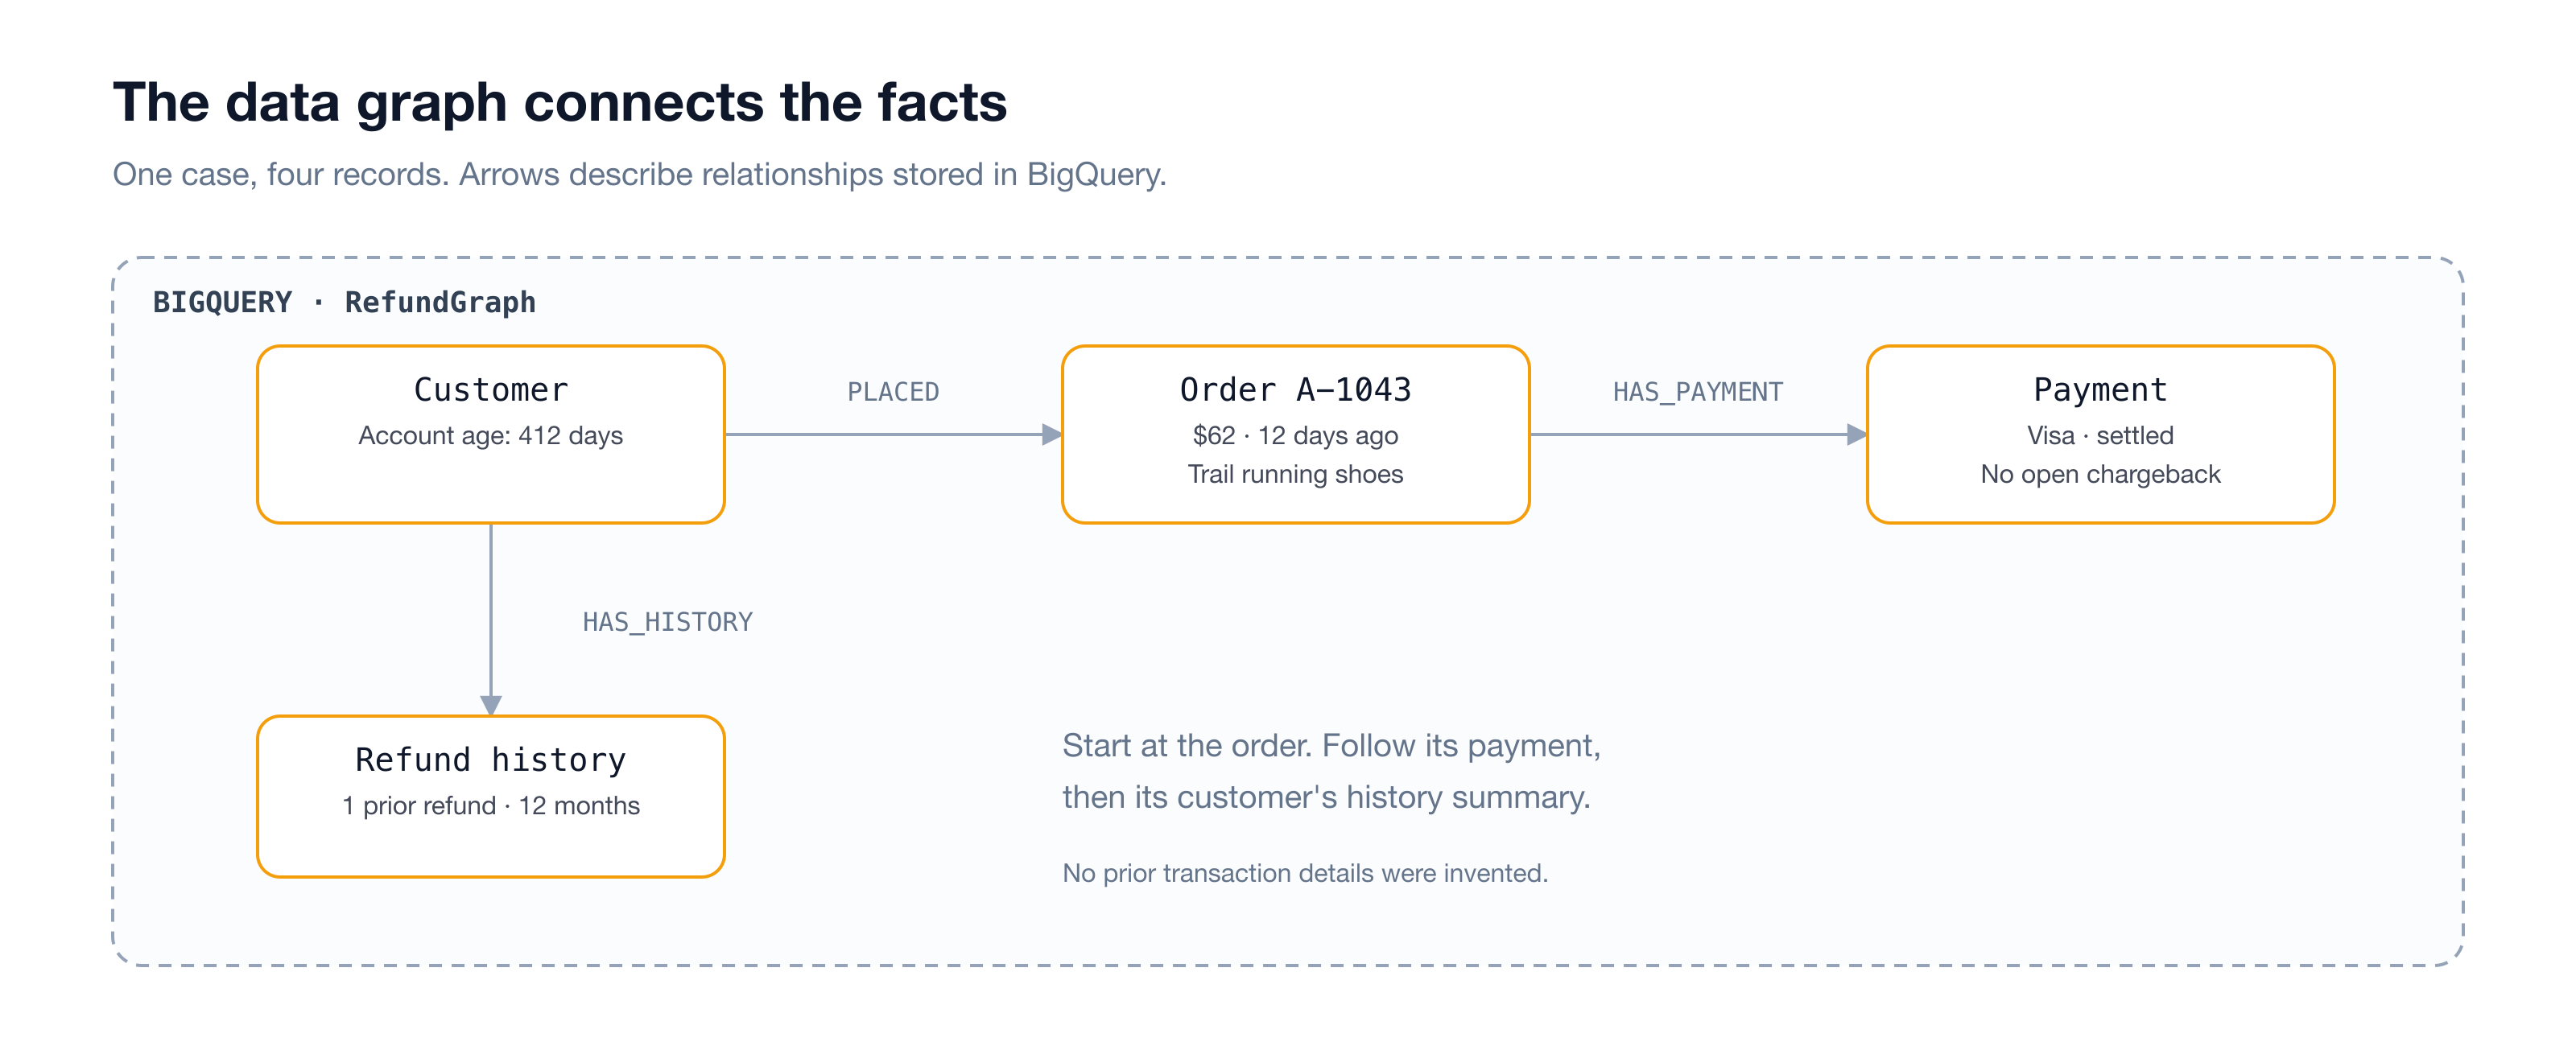 The data graph connects the facts
One case, four records. Arrows describe relationships stored in BigQuery.
BIGQUERY · RefundGraph
Customer
Account age: 412 days
PLACED
Order A–1043
$62 · 12 days ago
Trail running shoes
HAS_PAYMENT
Payment
Visa · settled
No open chargeback
HAS_HISTORY
Refund history
1 prior refund · 12 months
Start at the order. Follow its payment,
then its customer's history summary.
No prior transaction details were invented.